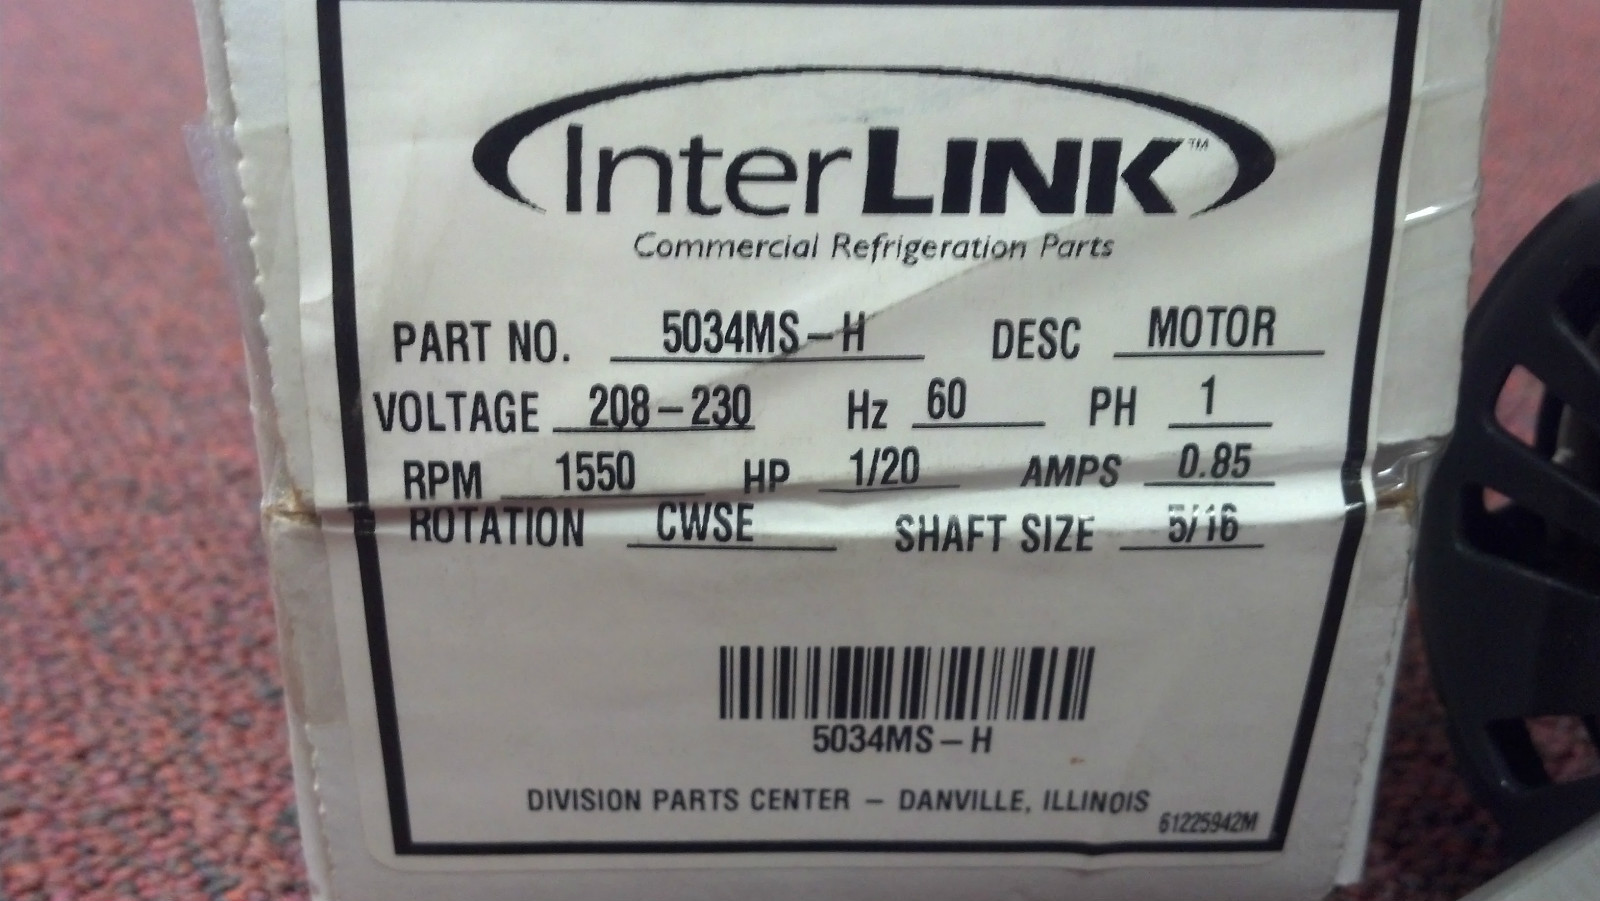 InterLINK™
Commercial Refrigeration Parts
PART NO. 5034MS-H DESC MOTOR
VOLTAGE 208-230 Hz 60 PH 1
RPM 1550 HP 1/20 AMPS 0.85
ROTATION CWSE SHAFT SIZE 5/16
5034MS-H
DIVISION PARTS CENTER - DANVILLE, ILLINOIS
61225942M